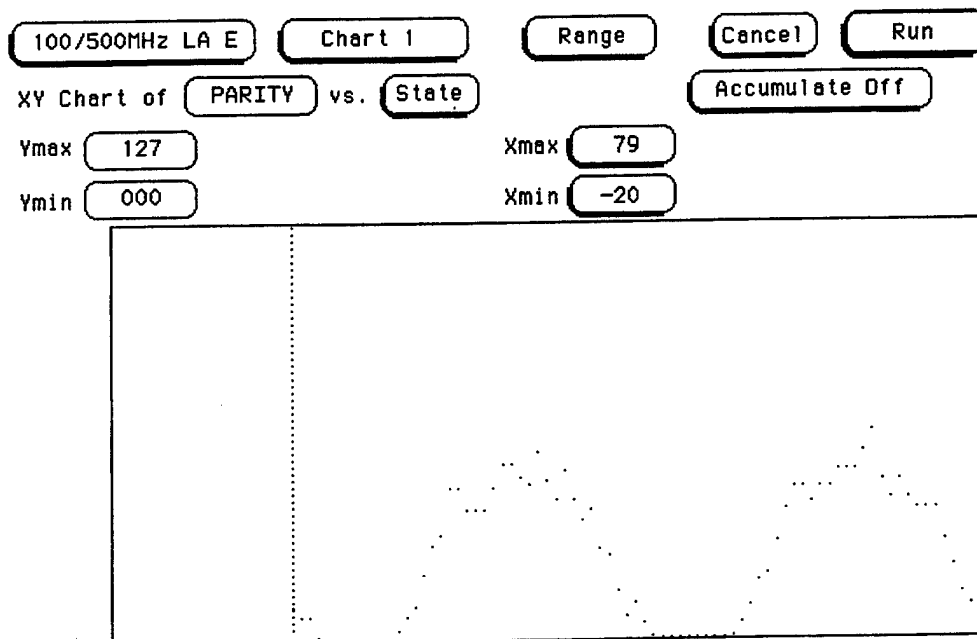 100/500MHz LA E Chart 1 Range Cancel Run
XY Chart of PARITY vs. State Accumulate Off
Ymax 127 Xmax 79
Ymin 000 Xmin -20